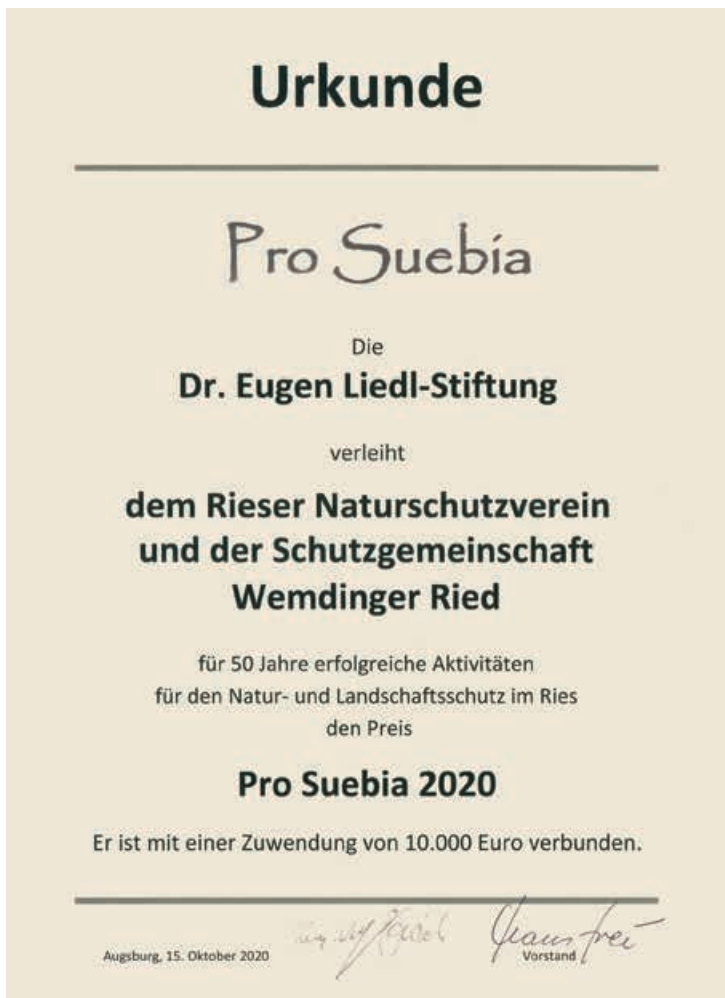 Urkunde
Pro Suebia
Die
Dr. Eugen Liedl-Stiftung
verleiht
dem Rieser Naturschutzverein
und der Schutzgemeinschaft
Wemdinger Ried
für 50 Jahre erfolgreiche Aktivitäten
für den Natur- und Landschaftsschutz im Ries
den Preis
Pro Suebia 2020
Er ist mit einer Zuwendung von 10.000 Euro verbunden.
Hans Frei
Augsburg, 15. Oktober 2020
Vorstand